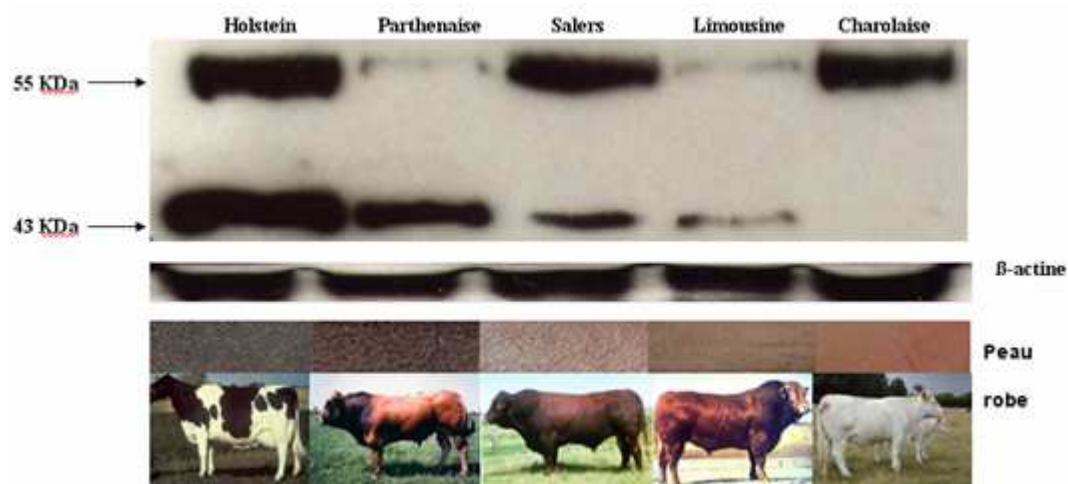 Holstein Parthenaise Salers Limousine Charolaise
55 KDa
43 KDa
ß-actine
Peau
robe